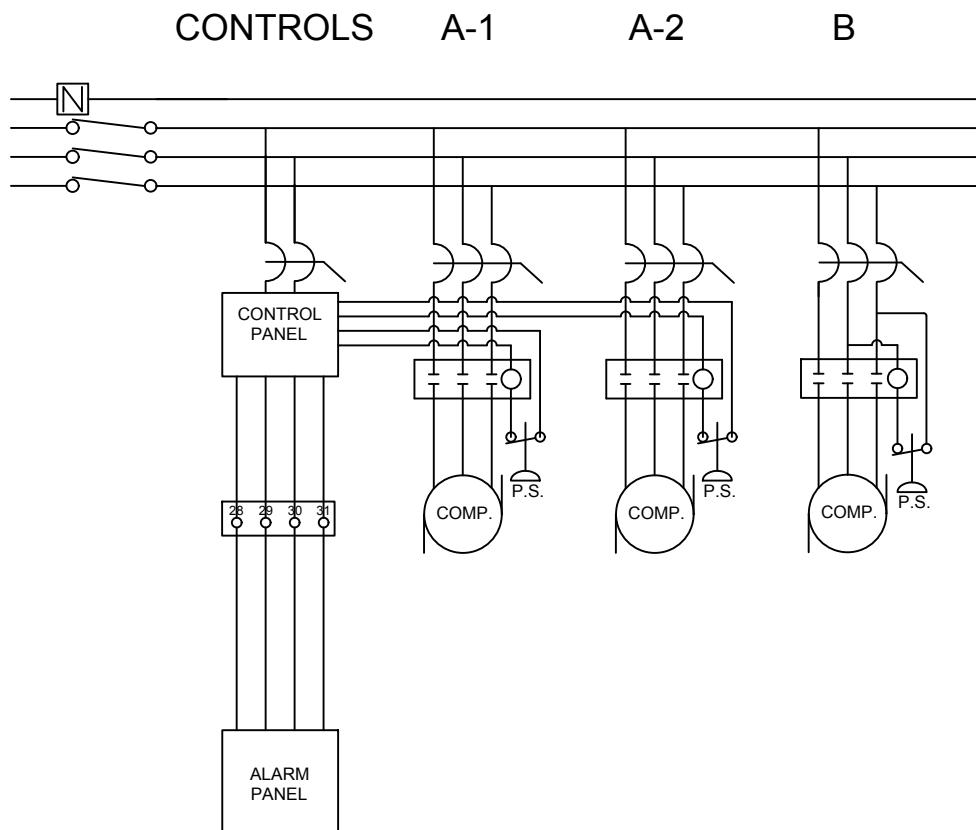 CONTROLS A-1 A-2 B
N
CONTROL
PANEL
P.S. P.S. P.S.
COMP. COMP. COMP.
28 29 30 31
ALARM
PANEL